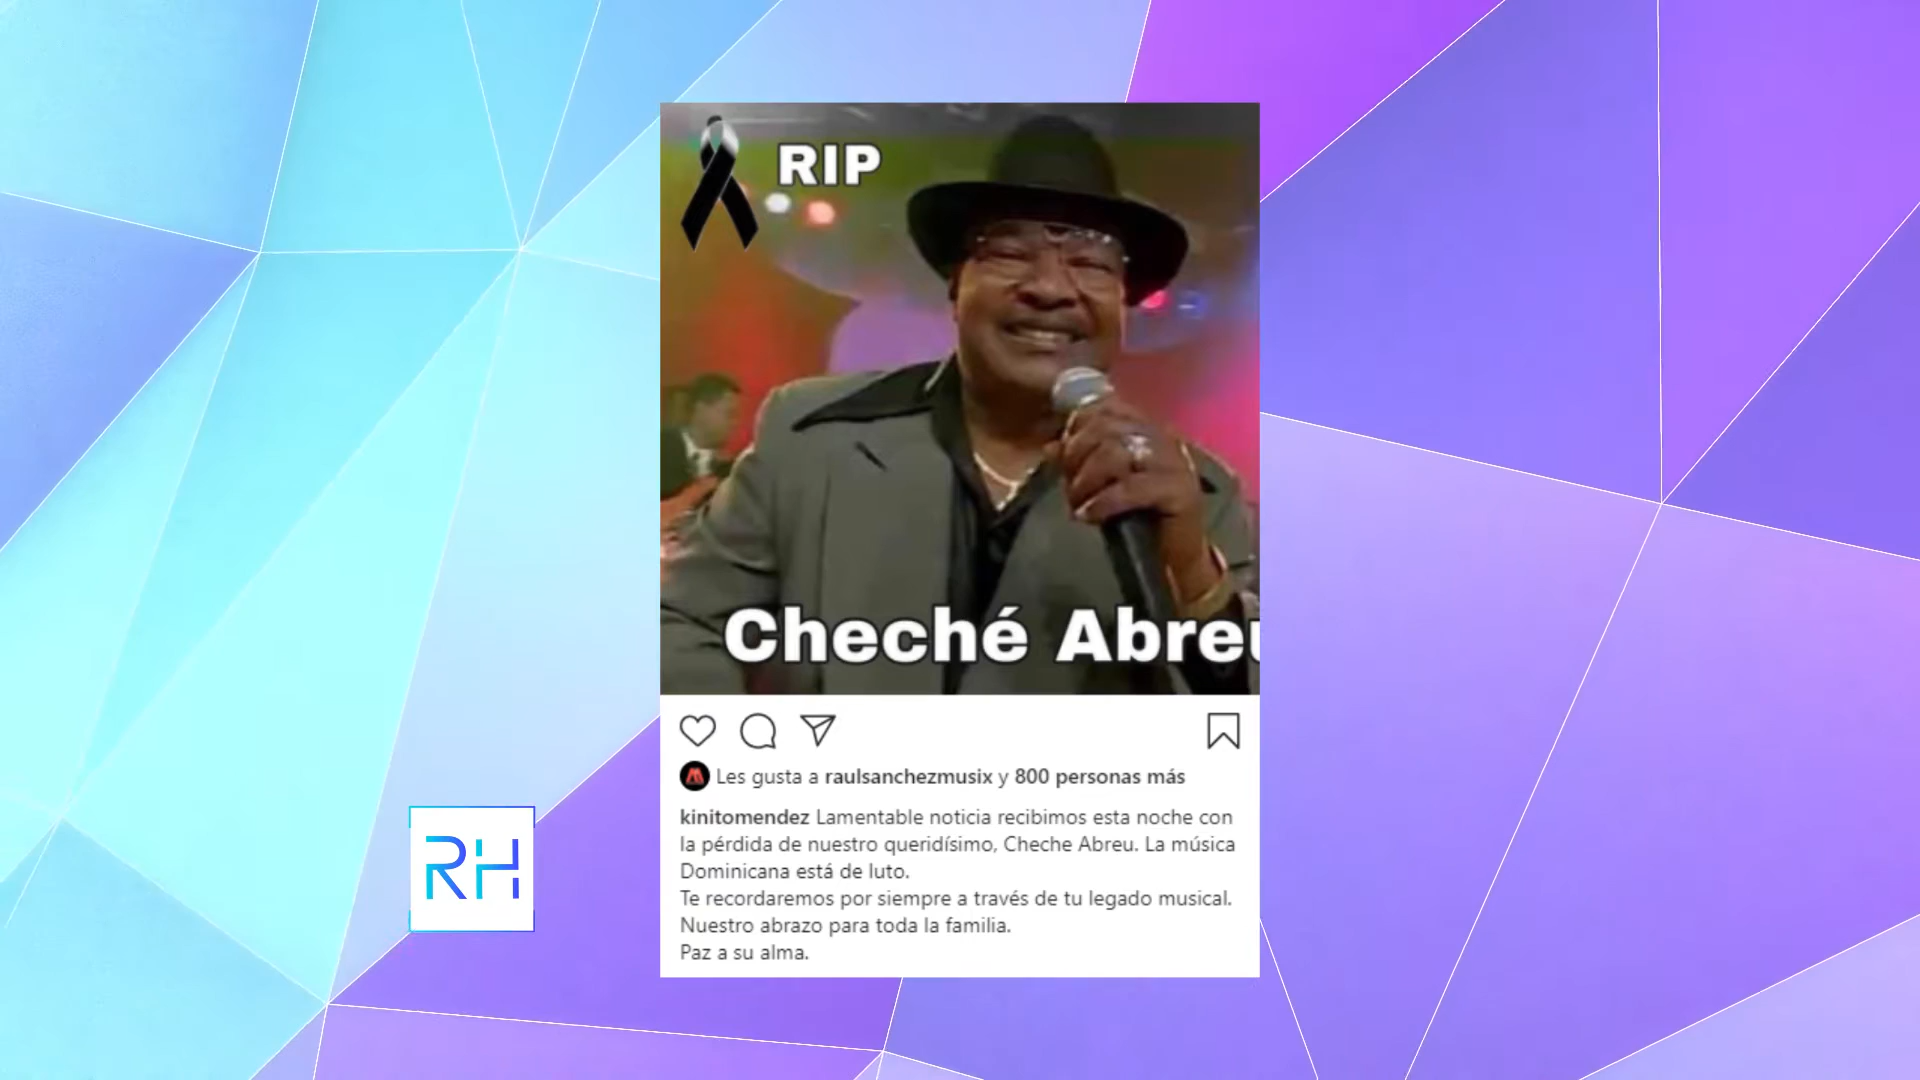 RIP
Cheché Abreu
Les gusta a raulsanchezmusix y 800 personas más
kinitomendez Lamentable noticia recibimos esta noche con
la pérdida de nuestro queridísimo, Cheche Abreu. La música
Dominicana está de luto.
Te recordaremos por siempre a través de tu legado musical.
Nuestro abrazo para toda la familia.
Paz a su alma.
RH